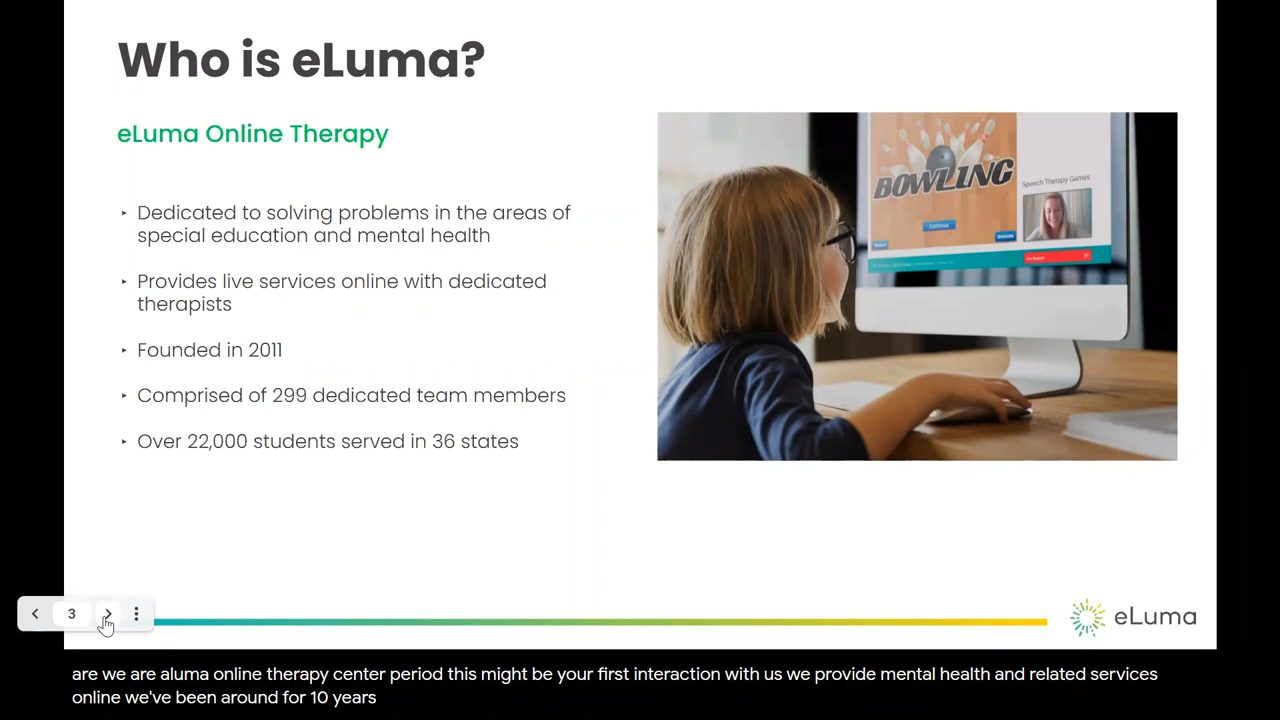 Who is eLuma?
eLuma Online Therapy
‣ Dedicated to solving problems in the areas of
special education and mental health
‣ Provides live services online with dedicated
therapists
‣ Founded in 2011
‣ Comprised of 299 dedicated team members
‣ Over 22,000 students served in 36 states
BOWLING
Speech Therapy Games
Continue
3
eLuma
are we are aluma online therapy center period this might be your first interaction with us we provide mental health and related services
online we've been around for 10 years